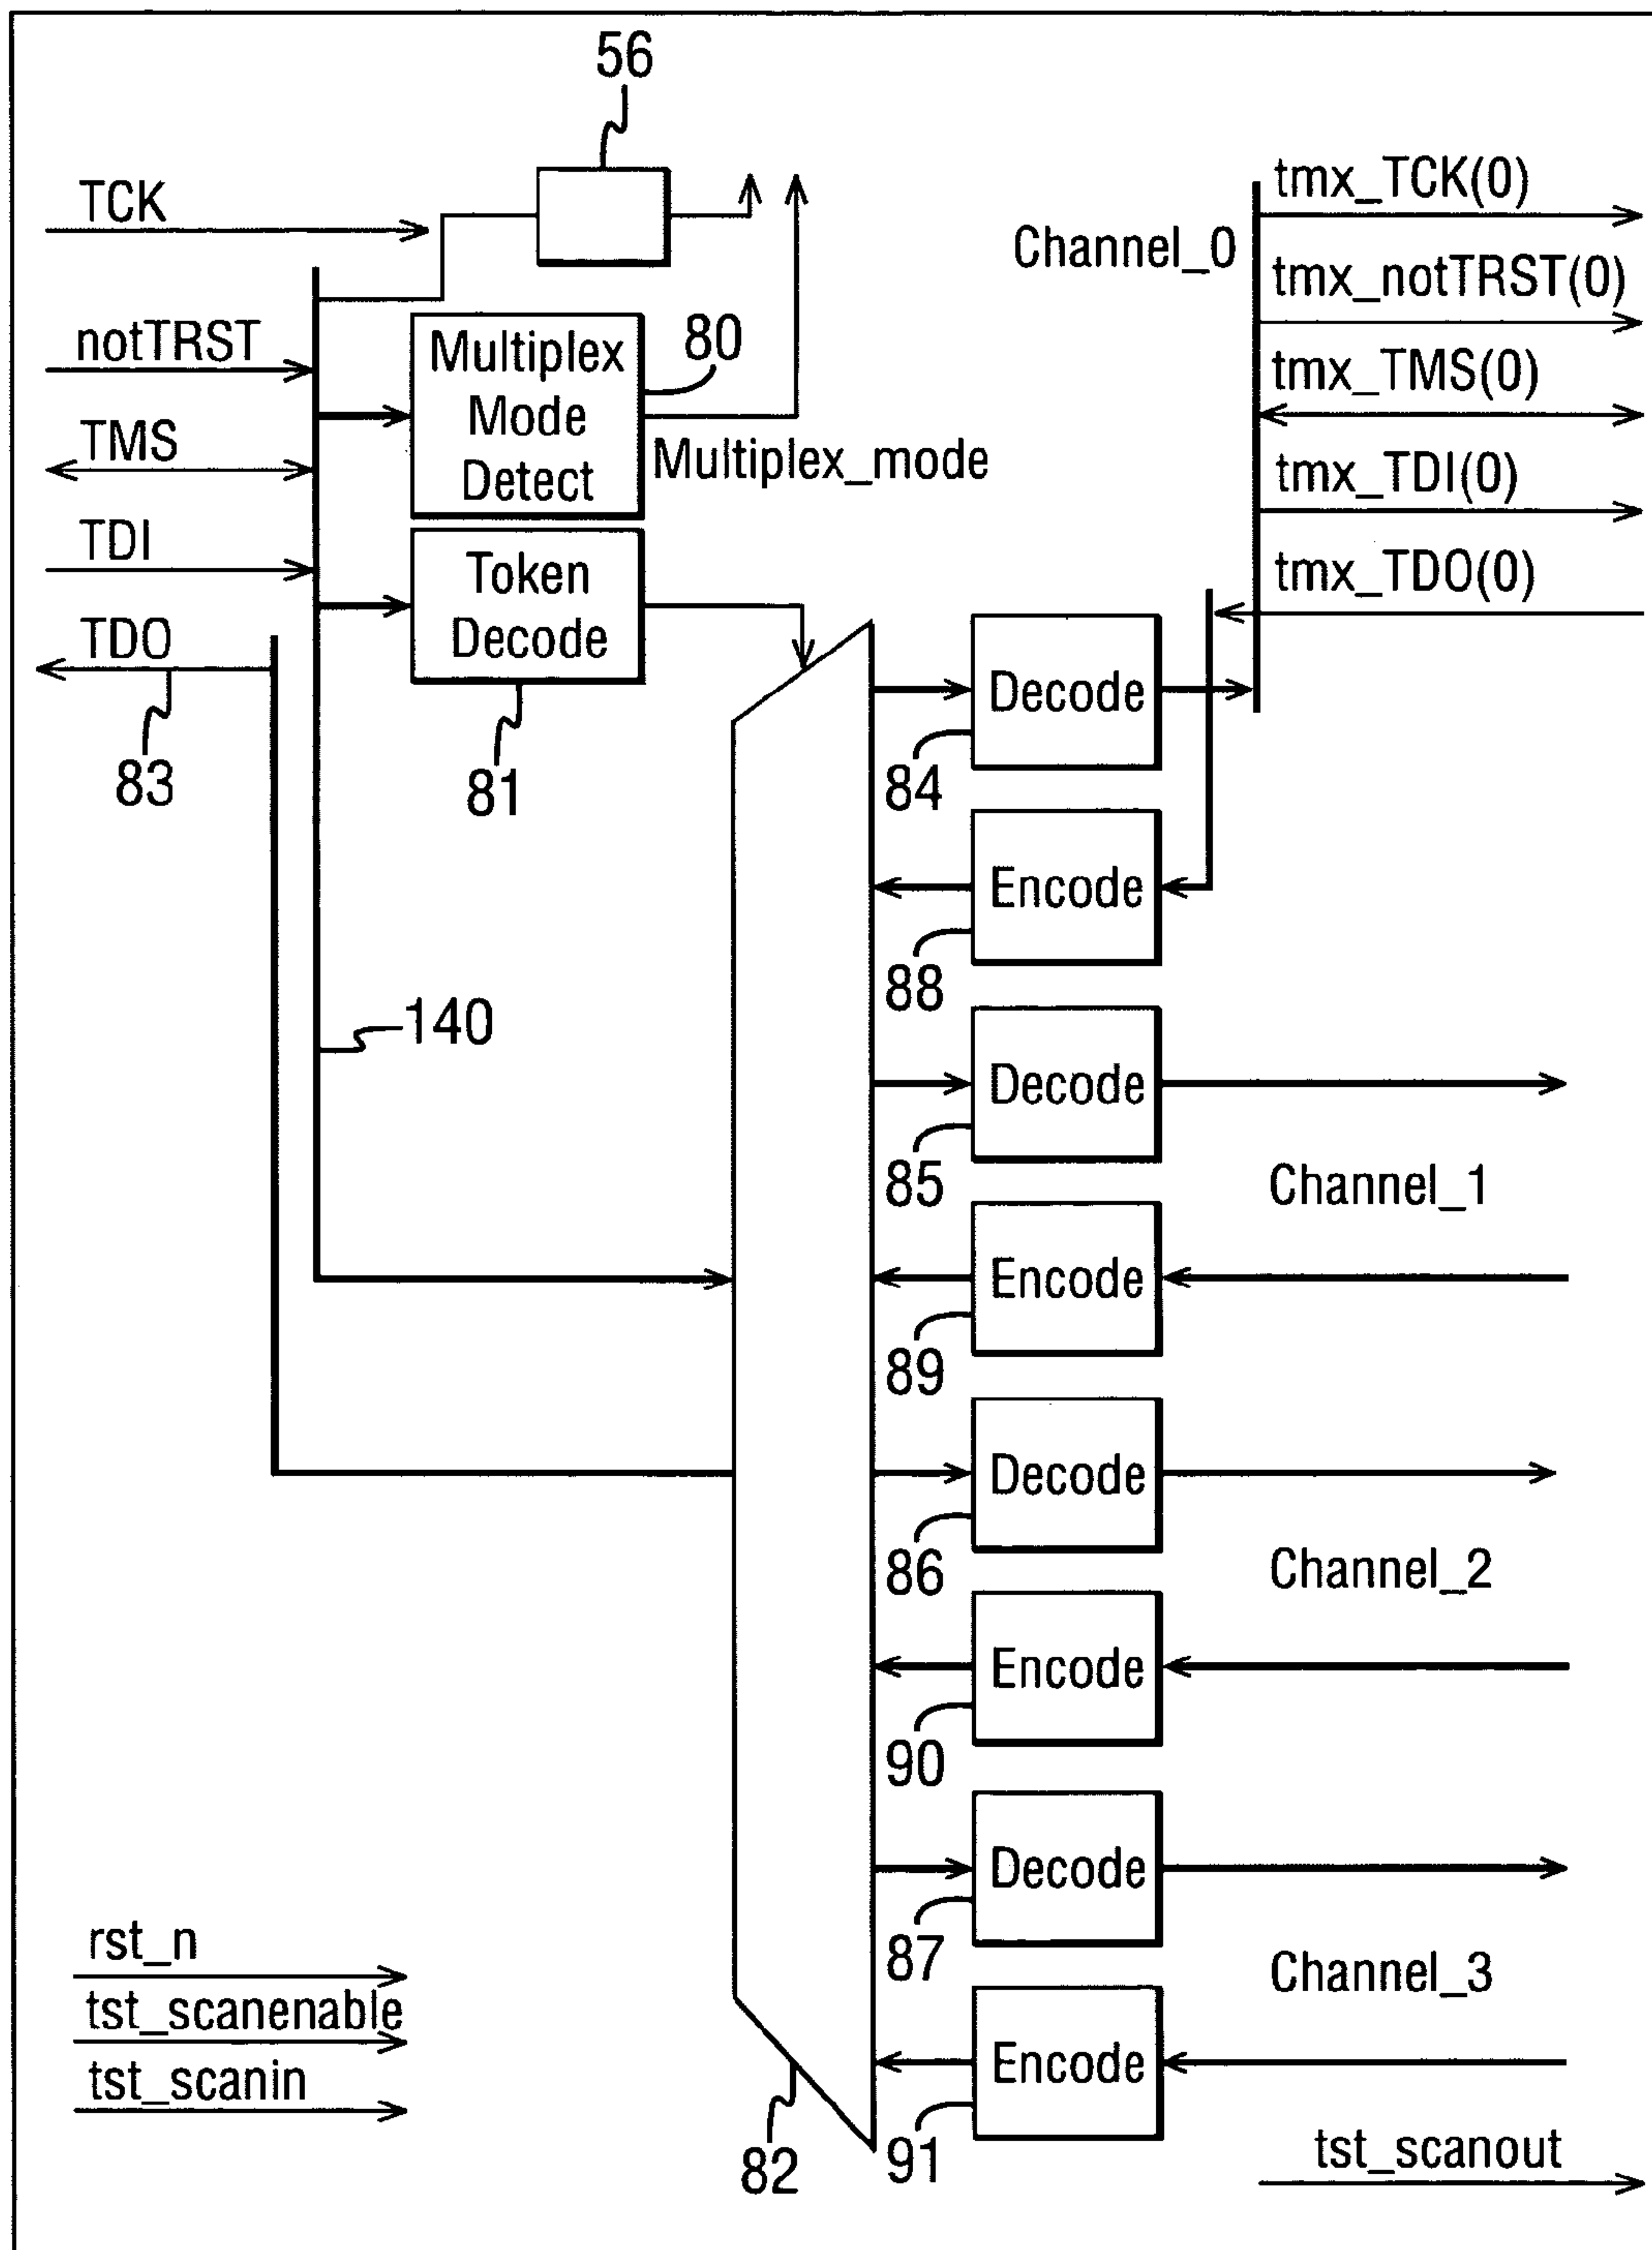 56
TCK
notTRST
TMS
TDI
TDO
83
Multiplex
Mode
Detect
80
Multiplex_mode
Token
Decode
81
140
Channel_0
tmx_TCK(0)
tmx_notTRST(0)
tmx_TMS(0)
tmx_TDI(0)
tmx_TDO(0)
Decode
84
Encode
88
Decode
85
Channel_1
Encode
89
Decode
86
Channel_2
Encode
90
Decode
87
Channel_3
Encode
91
82
rst_n
tst_scanenable
tst_scanin
tst_scanout